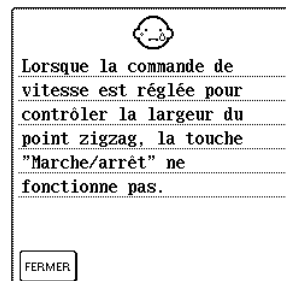 Lorsque la commande de
vitesse est réglée pour
contrôler la largeur du
point zigzag, la touche
"Marche/arrêt" ne
fonctionne pas.
FERMER